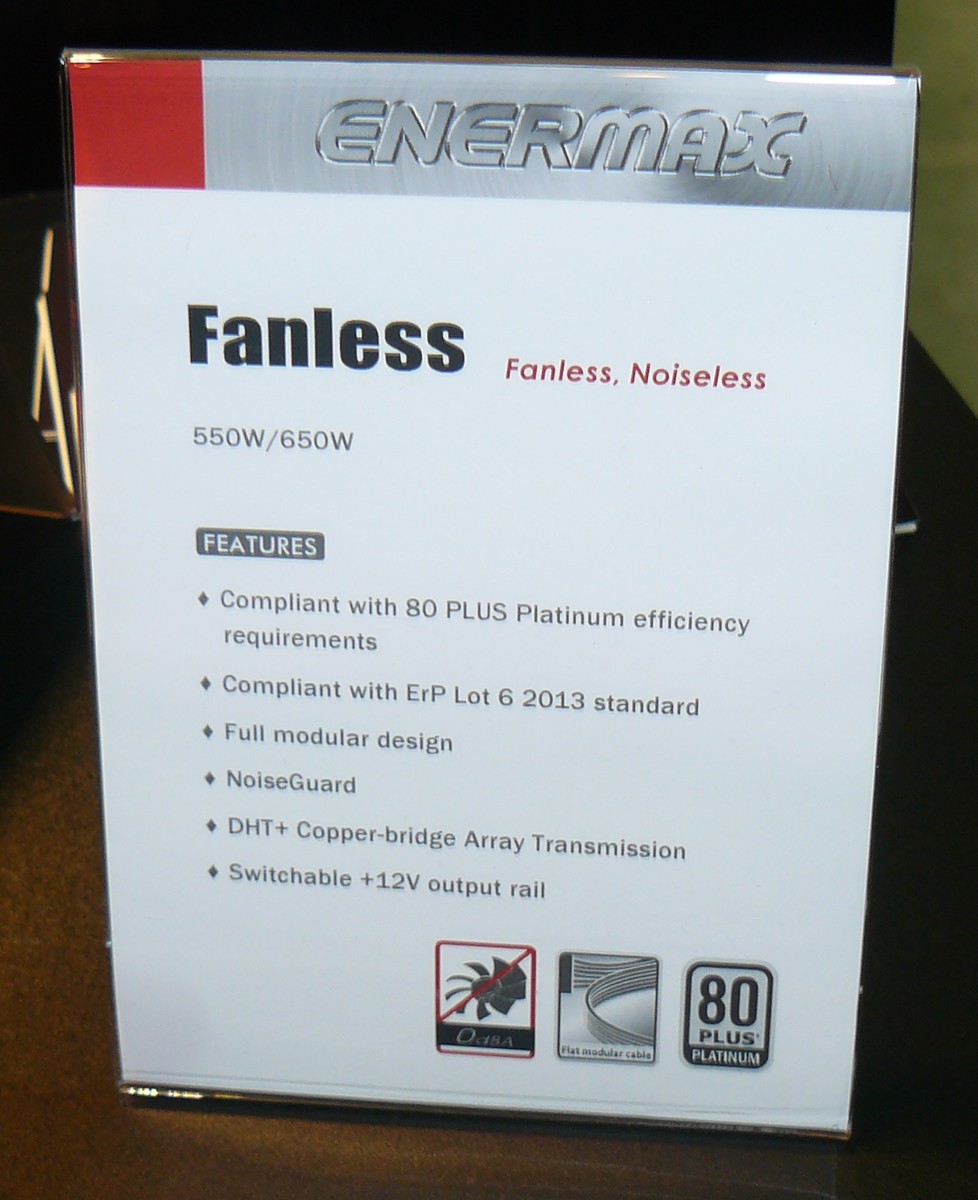 ENERMAX
Fanless
Fanless, Noiseless
550W/650W
FEATURES
♦ Compliant with 80 PLUS Platinum efficiency
requirements
♦ Compliant with ErP Lot 6 2013 standard
♦ Full modular design
♦ NoiseGuard
♦ DHT+ Copper-bridge Array Transmission
♦ Switchable +12V output rail
0dBA
Flat modular cable
80
PLUS
PLATINUM